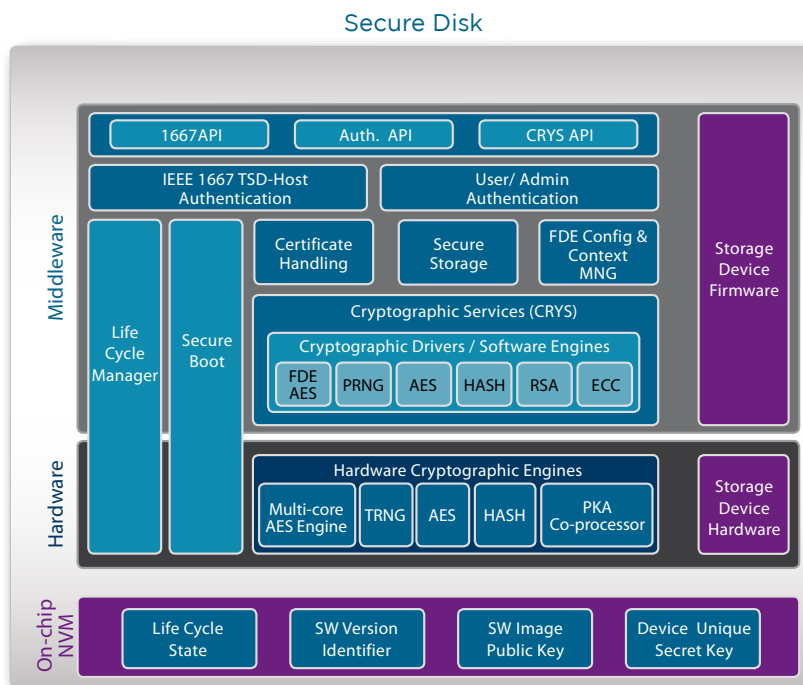 Secure Disk
Middleware
1667API
Auth. API
CRYS API
IEEE 1667 TSD-Host
Authentication
User/ Admin
Authentication
Life
Cycle
Manager
Secure
Boot
Certificate
Handling
Secure
Storage
FDE Config &
Context
MNG
Storage
Device
Firmware
Cryptographic Services (CRYS)
Cryptographic Drivers / Software Engines
FDE
AES
PRNG
AES
HASH
RSA
ECC
Hardware
Hardware Cryptographic Engines
Multi-core
AES Engine
TRNG
AES
HASH
PKA
Co-processor
Storage
Device
Hardware
On-chip
NVM
Life Cycle
State
SW Version
Identifier
SW Image
Public Key
Device Unique
Secret Key